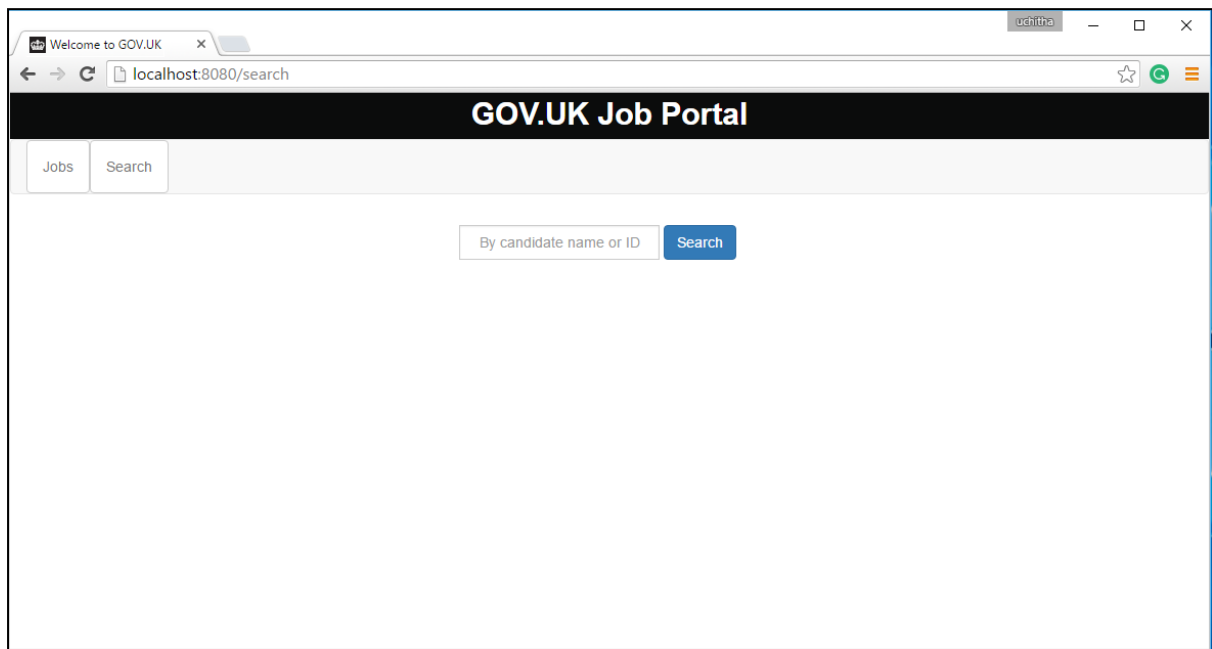 uchitha
Welcome to GOV.UK
localhost:8080/search
GOV.UK Job Portal
Jobs Search
By candidate name or ID Search